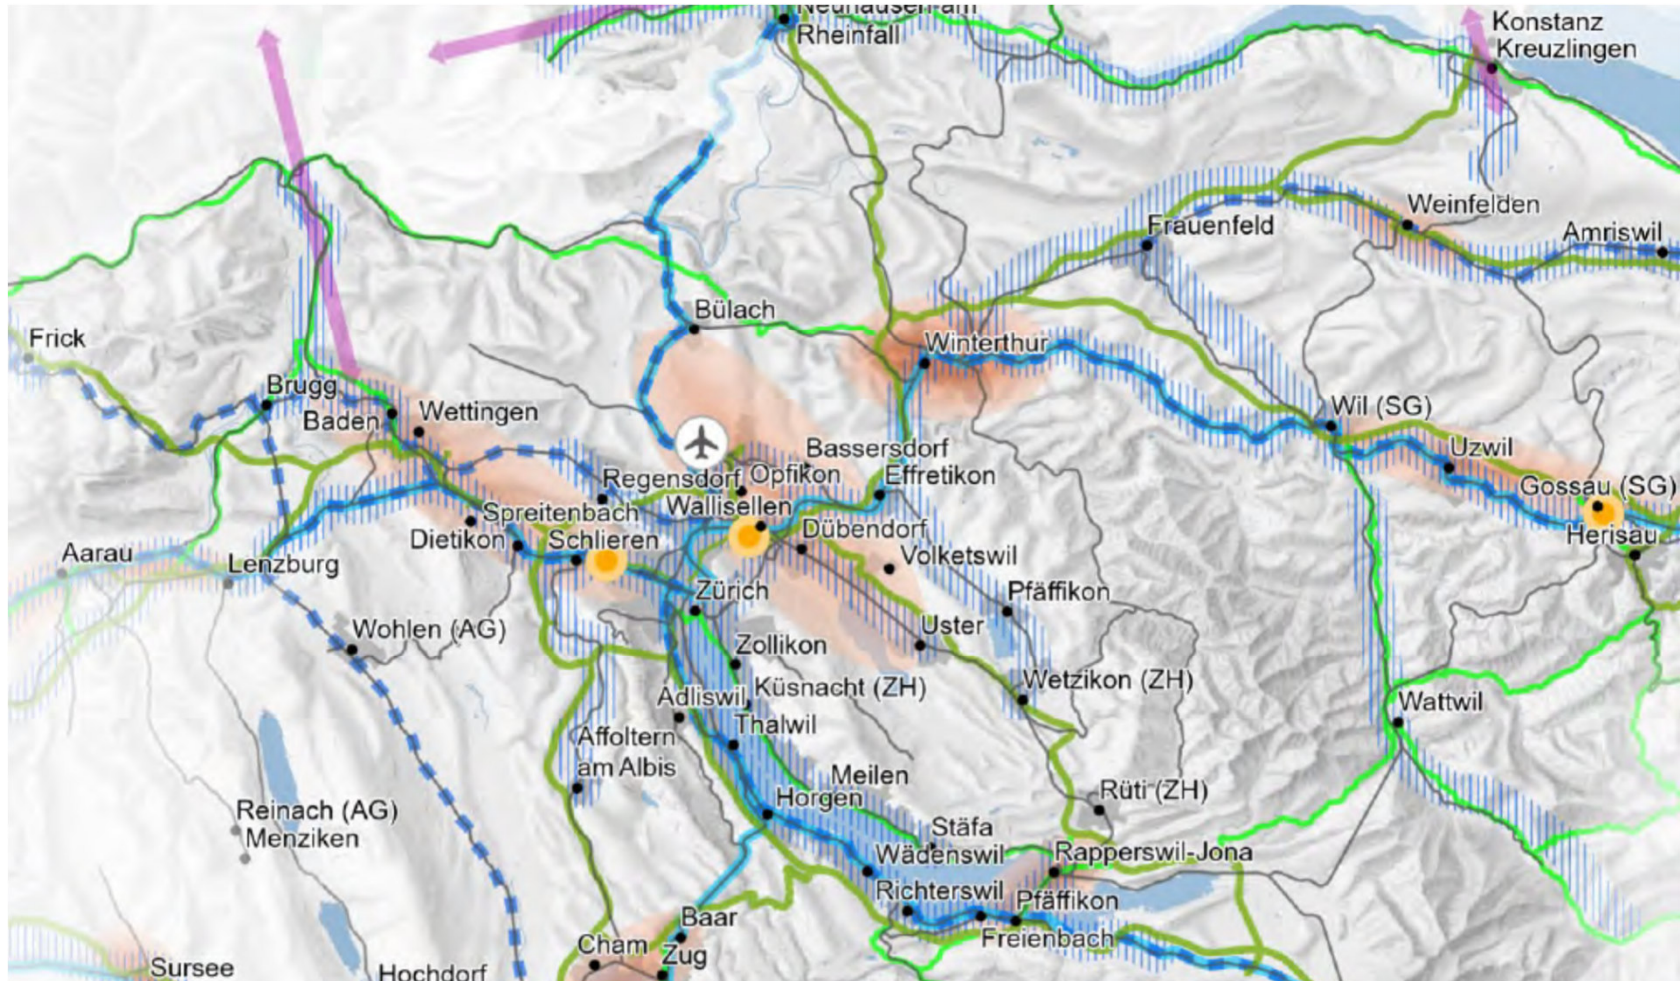 Neuhausen am
Rheinfall
Konstanz
Kreuzlingen
Weinfelden
Frauenfeld
Amriswil
Bülach
Frick
Winterthur
Brugg
Baden
Wettingen
Wil (SG)
Uzwil
Bassersdorf
Regensdorf
Opfikon
Effretikon
Gossau (SG)
Spreitenbach
Wallisellen
Dübendorf
Herisau
Dietikon
Schlieren
Volketswil
Aarau
Lenzburg
Zürich
Pfäffikon
Wohlen (AG)
Uster
Zollikon
Wetzikon (ZH)
Adliswil
Küsnacht (ZH)
Wattwil
Thalwil
Affoltern
am Albis
Meilen
Horgen
Rüti (ZH)
Reinach (AG)
Menziken
Stäfa
Wädenswil
Rapperswil-Jona
Richterswil
Pfäffikon
Baar
Freienbach
Cham
Zug
Sursee
Hochdorf